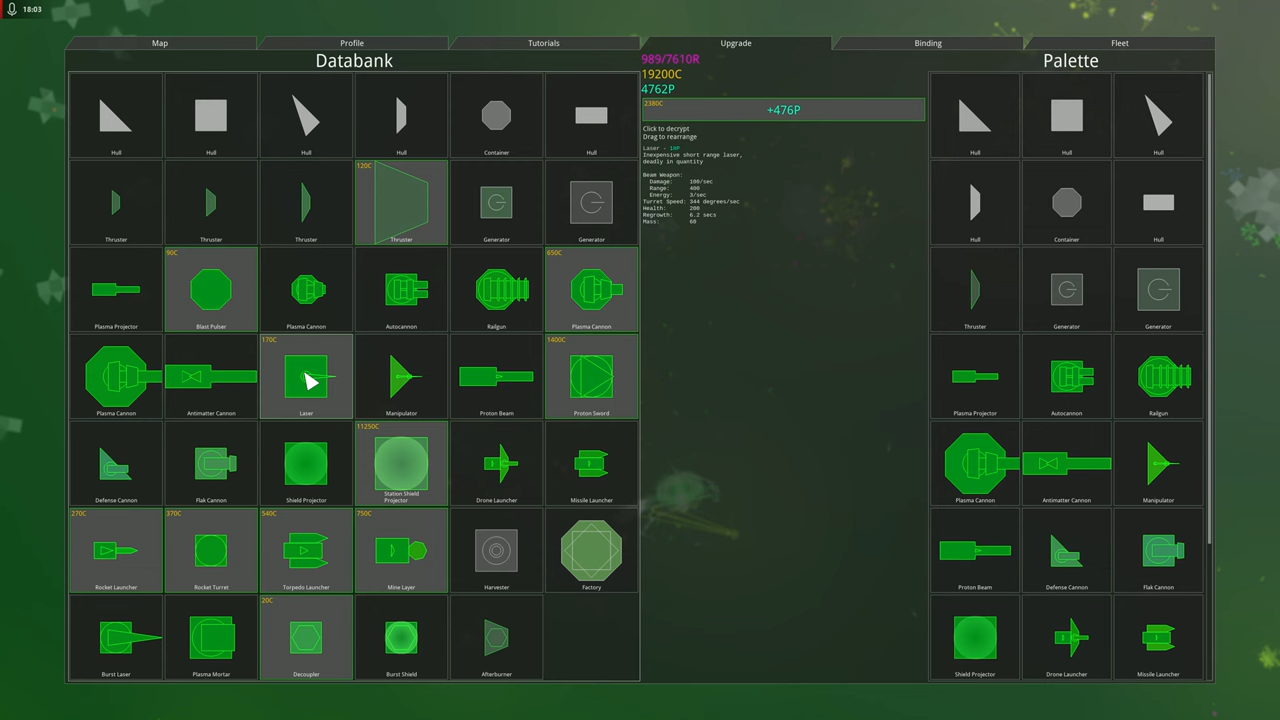 18:03
Map Profile Tutorials Upgrade Binding Fleet
Databank
989/7610R
19200C
4762P
2380C
+476P
Click to decrypt
Drag to rearrange
Laser - 10P
Inexpensive short range laser,
deadly in quantity
Beam Weapon:
Damage: 100/sec
Range: 400
Energy: 3/sec
Turret Speed: 344 degrees/sec
Health: 200
Regrowth: 6.2 secs
Mass: 60
Palette
Hull Hull Hull Hull Container Hull
120C
Thruster Thruster Thruster Thruster Generator Generator
90C 650C
Plasma Projector Blast Pulser Plasma Cannon Autocannon Railgun Plasma Cannon
170C 1400C
Plasma Cannon Antimatter Cannon Laser Manipulator Proton Beam Proton Sword
11250C
Defense Cannon Flak Cannon Shield Projector Station Shield Projector Drone Launcher Missile Launcher
270C 370C 540C 750C
Rocket Launcher Rocket Turret Torpedo Launcher Mine Layer Harvester Factory
20C
Burst Laser Plasma Mortar Decoupler Burst Shield Afterburner
Hull Hull Hull
Hull Container Hull
Thruster Generator Generator
Plasma Projector Autocannon Railgun
Plasma Cannon Antimatter Cannon Manipulator
Proton Beam Defense Cannon Flak Cannon
Shield Projector Drone Launcher Missile Launcher